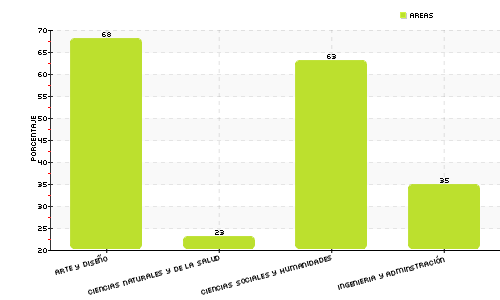 AREAS
PORCENTAJE
70
65
60
55
50
45
40
35
30
25
20
68
23
63
35
ARTE Y DISEÑO
CIENCIAS NATURALES Y DE LA SALUD
CIENCIAS SOCIALES Y HUMANIDADES
INGENIERIA Y ADMINSTRACIÓN